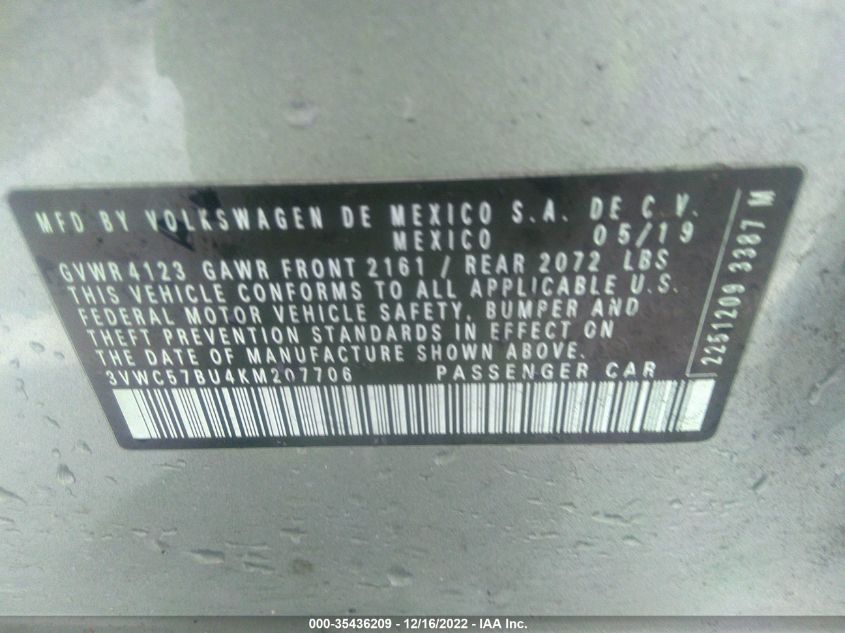 MFD BY VOLKSWAGEN DE MEXICO S.A. DE C.V.
MEXICO 05/19
GVWR 4123 GAWR FRONT 2161 / REAR 2072 LBS
THIS VEHICLE CONFORMS TO ALL APPLICABLE U.S.
FEDERAL MOTOR VEHICLE SAFETY, BUMPER AND
THEFT PREVENTION STANDARDS IN EFFECT ON
THE DATE OF MANUFACTURE SHOWN ABOVE.
3VWC57BU4KM207706 PASSENGER CAR
2251209 3387 M
000-35436209 - 12/16/2022 - IAA Inc.